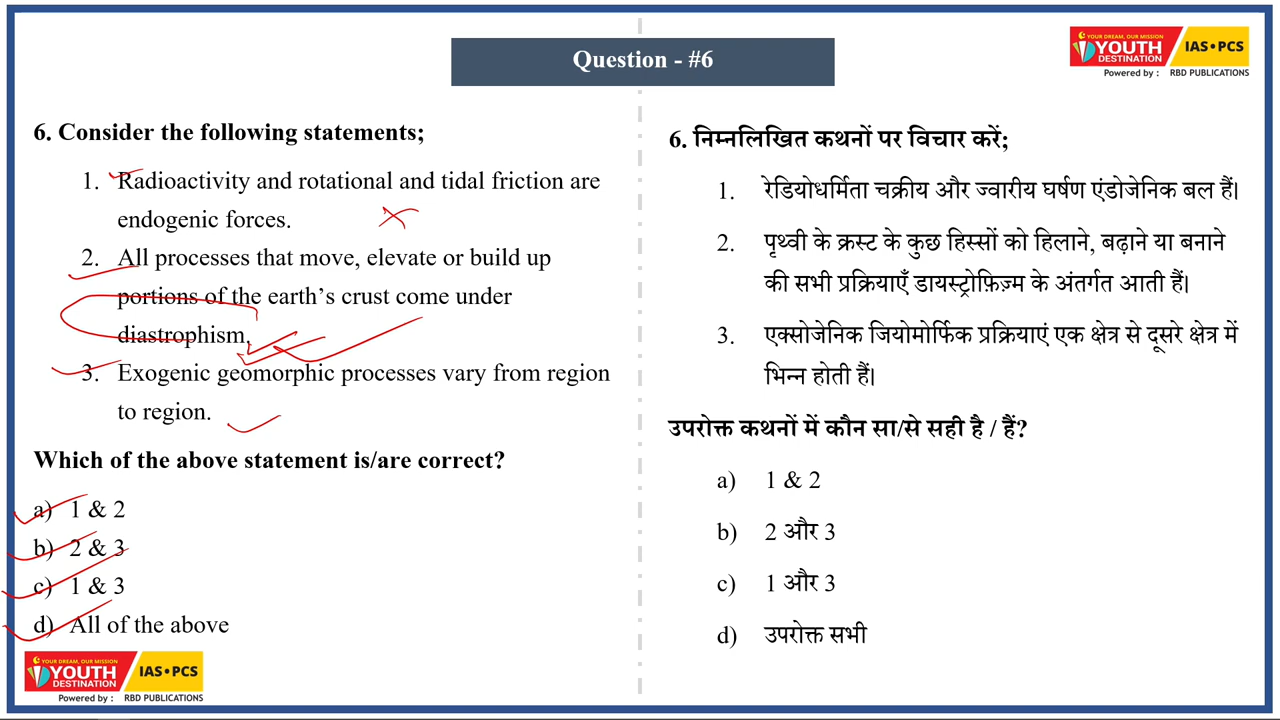 Question - #6
YOUR DREAM, OUR MISSION
YOUTH
DESTINATION
IAS•PCS
Powered by : RBD PUBLICATIONS
6. Consider the following statements;
1. Radioactivity and rotational and tidal friction are
endogenic forces.
2. All processes that move, elevate or build up
portions of the earth's crust come under
diastrophism.
3. Exogenic geomorphic processes vary from region
to region.
Which of the above statement is/are correct?
a) 1 & 2
b) 2 & 3
c) 1 & 3
d) All of the above
6. निम्नलिखित कथनों पर विचार करें;
1. रेडियोधर्मिता चक्रीय और ज्वारीय घर्षण एंडोजेनिक बल हैं।
2. पृथ्वी के क्रस्ट के कुछ हिस्सों को हिलाने, बढ़ाने या बनाने
की सभी प्रक्रियाएँ डायस्ट्रोफ़िज़्म के अंतर्गत आती हैं।
3. एक्सोजेनिक जियोमोर्फिक प्रक्रियाएं एक क्षेत्र से दूसरे क्षेत्र में
भिन्न होती हैं।
उपरोक्त कथनों में कौन सा/से सही है / हैं?
a) 1 & 2
b) 2 और 3
c) 1 और 3
d) उपरोक्त सभी
YOUR DREAM, OUR MISSION
YOUTH
DESTINATION
IAS•PCS
Powered by : RBD PUBLICATIONS